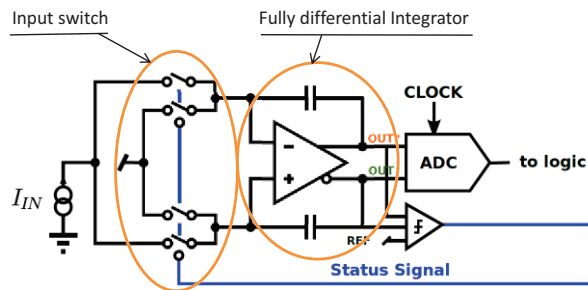 Input switch
Fully differential Integrator
CLOCK
OUT*
OUT
ADC
to logic
I_IN
REF
Status Signal